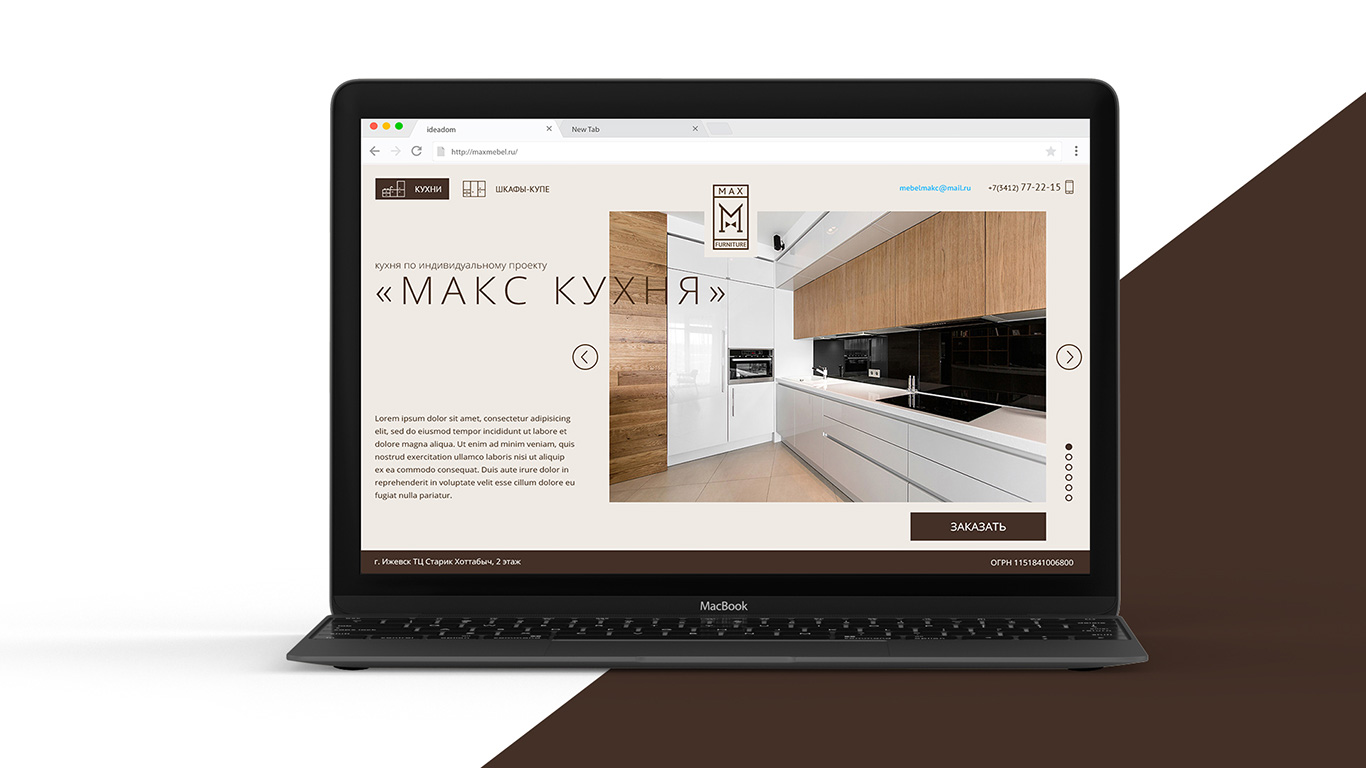 ideadom
New Tab
http://maxmebel.ru/
КУХНИ
ШКАФЫ-КУПЕ
MAX
M
FURNITURE
mebelmakc@mail.ru
+7(3412) 77-22-15
кухня по индивидуальному проекту
«МАКС КУХНЯ»
Lorem ipsum dolor sit amet, consectetur adipisicing
elit, sed do eiusmod tempor incididunt ut labore et
dolore magna aliqua. Ut enim ad minim veniam, quis
nostrud exercitation ullamco laboris nisi ut aliquip
ex ea commodo consequat. Duis aute irure dolor in
reprehenderit in voluptate velit esse cillum dolore eu
fugiat nulla pariatur.
ЗАКАЗАТЬ
г. Ижевск ТЦ Старик Хоттабыч, 2 этаж
ОГРН 1151841006800
MacBook